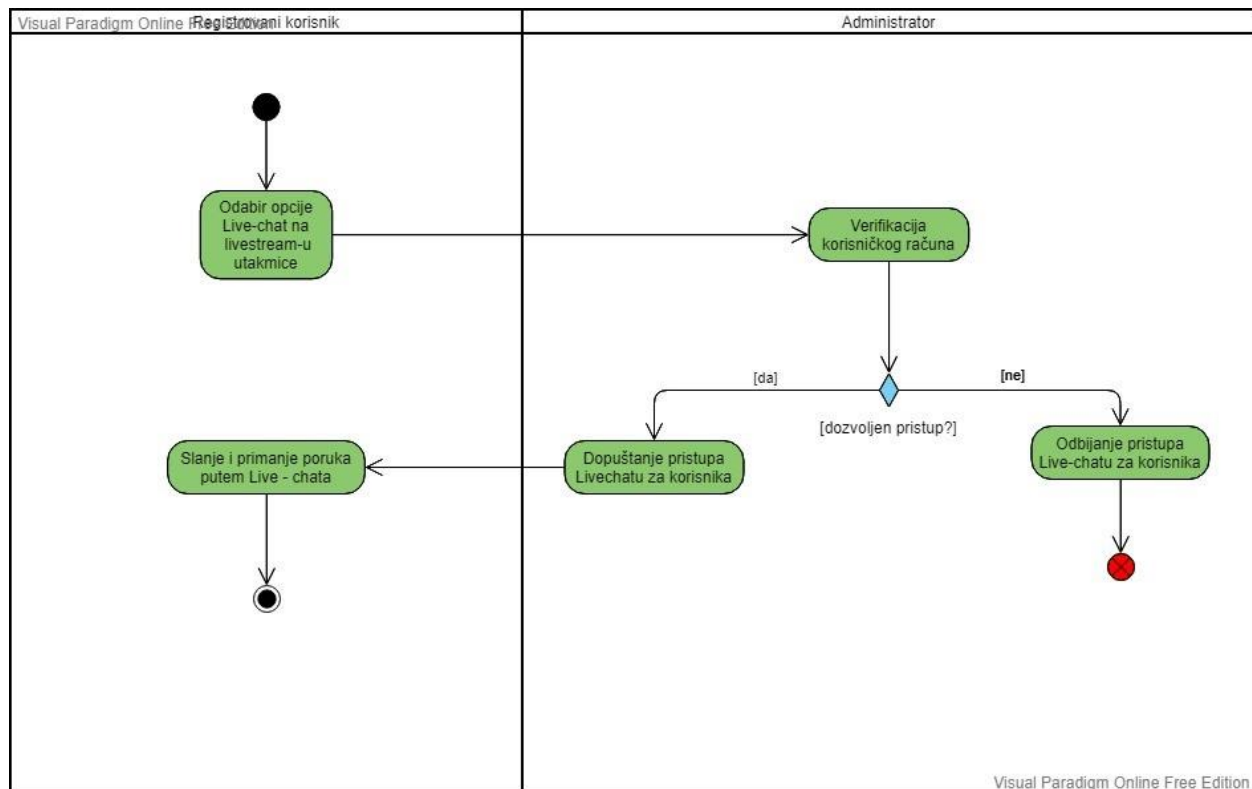 Visual Paradigm Online Free Edition
Registrovani korisnik
Administrator
Odabir opcije
Live-chat na
livestream-u
utakmice
Verifikacija
korisničkog računa
[da]
[ne]
[dozvoljen pristup?]
Slanje i primanje poruka
putem Live - chata
Dopuštanje pristupa
Livechatu za korisnika
Odbijanje pristupa
Live-chatu za korisnika
Visual Paradigm Online Free Edition